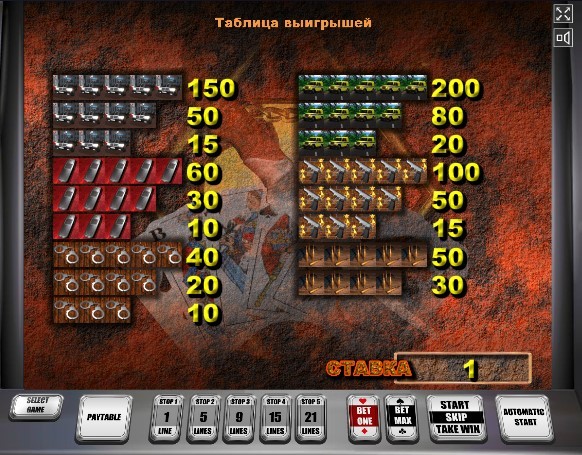 Таблица выигрышей
150
50
15
60
30
10
40
20
10
200
80
20
100
50
15
50
30
СТАВКА 1
SELECT
GAME
PAYTABLE
STOP 1
1
LINE
STOP 2
5
LINES
STOP 3
9
LINES
STOP 4
15
LINES
STOP 5
21
LINES
BET
ONE
BET
MAX
START
SKIP
TAKE WIN
AUTOMATIC
START